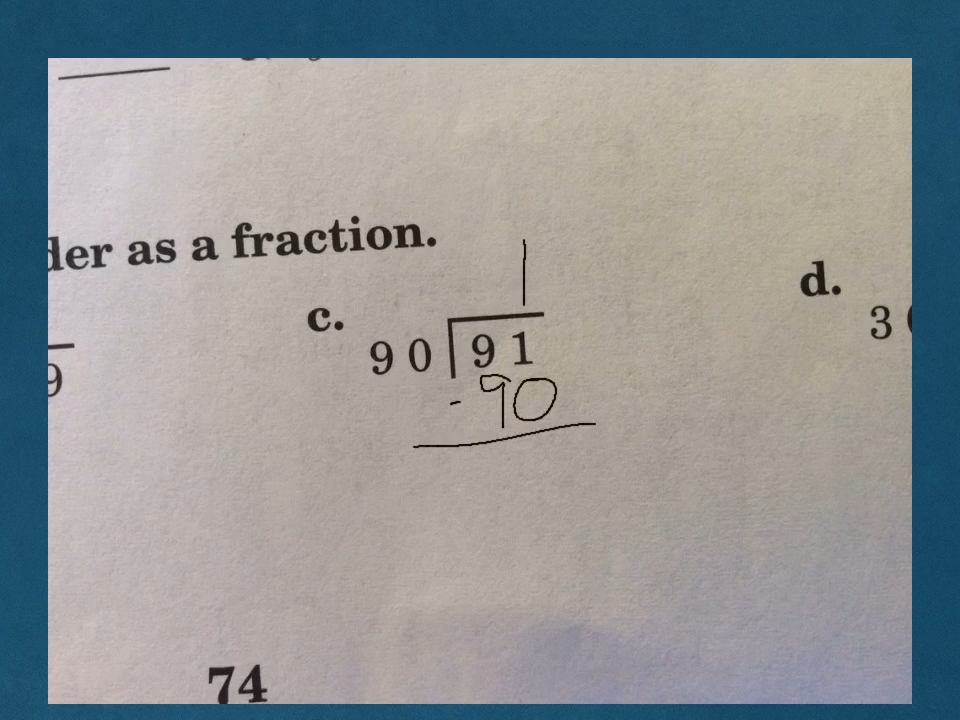 der as a fraction.
1
c. 90 91
9
-90
d. 3
74